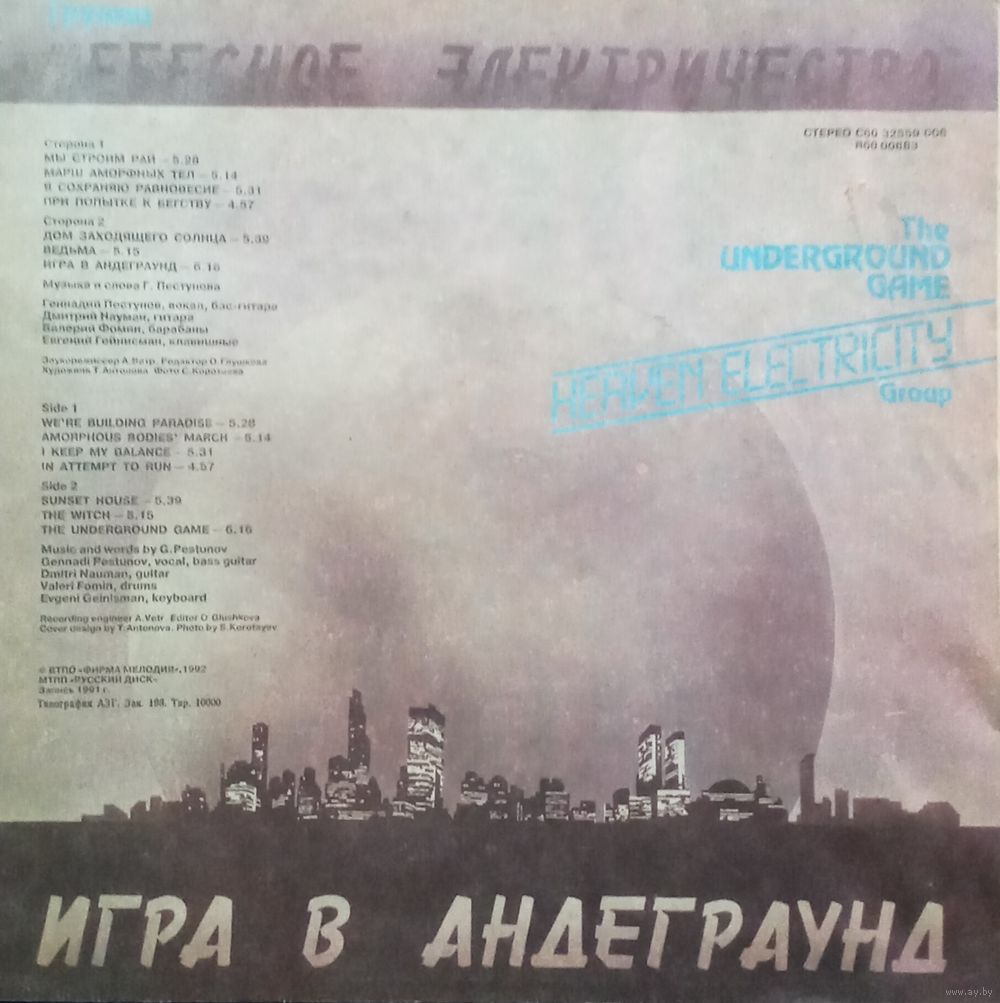 Группа
НЕБЕСНОЕ ЭЛЕКТРИЧЕСТВО
СТЕРЕО С60 32559 006
R60 00683
Сторона 1
МЫ СТРОИМ РАЙ – 5.28
МАРШ АМОРФНЫХ ТЕЛ – 5.14
Я СОХРАНЯЮ РАВНОВЕСИЕ – 5.31
ПРИ ПОПЫТКЕ К БЕГСТВУ – 4.57
Сторона 2
ДОМ ЗАХОДЯЩЕГО СОЛНЦА – 5.39
ВЕДЬМА – 5.15
ИГРА В АНДЕГРАУНД – 6.16
Музыка и слова Г. Пестунова
Геннадий Пестунов, вокал, бас-гитара
Дмитрий Науман, гитара
Валерий Фомин, барабаны
Евгений Гейнисман, клавишные
Звукорежиссер А. Ветр. Редактор О. Глушкова
Художник Т. Антонова. Фото С. Коротаева
The
UNDERGROUND
GAME
HEAVEN ELECTRICITY
Group
Side 1
WE'RE BUILDING PARADISE – 5.28
AMORPHOUS BODIES' MARCH – 5.14
I KEEP MY BALANCE – 5.31
IN ATTEMPT TO RUN – 4.57
Side 2
SUNSET HOUSE – 5.39
THE WITCH – 5.15
THE UNDERGROUND GAME – 6.16
Music and words by G. Pestunov
Gennadi Pestunov, vocal, bass guitar
Dmitri Nauman, guitar
Valeri Fomin, drums
Evgeni Geinisman, keyboard
Recording engineer A. Vetr. Editor O. Glushkova
Cover design by T. Antonova. Photo by S. Korotayev
© ВТПО «ФИРМА МЕЛОДИЯ», 1992
МТПП «РУССКИЙ ДИСК»
Запись 1991 г.
Типография АЗГ. Зак. 198. Тир. 10000
ИГРА В АНДЕГРАУНД
www.ay.by